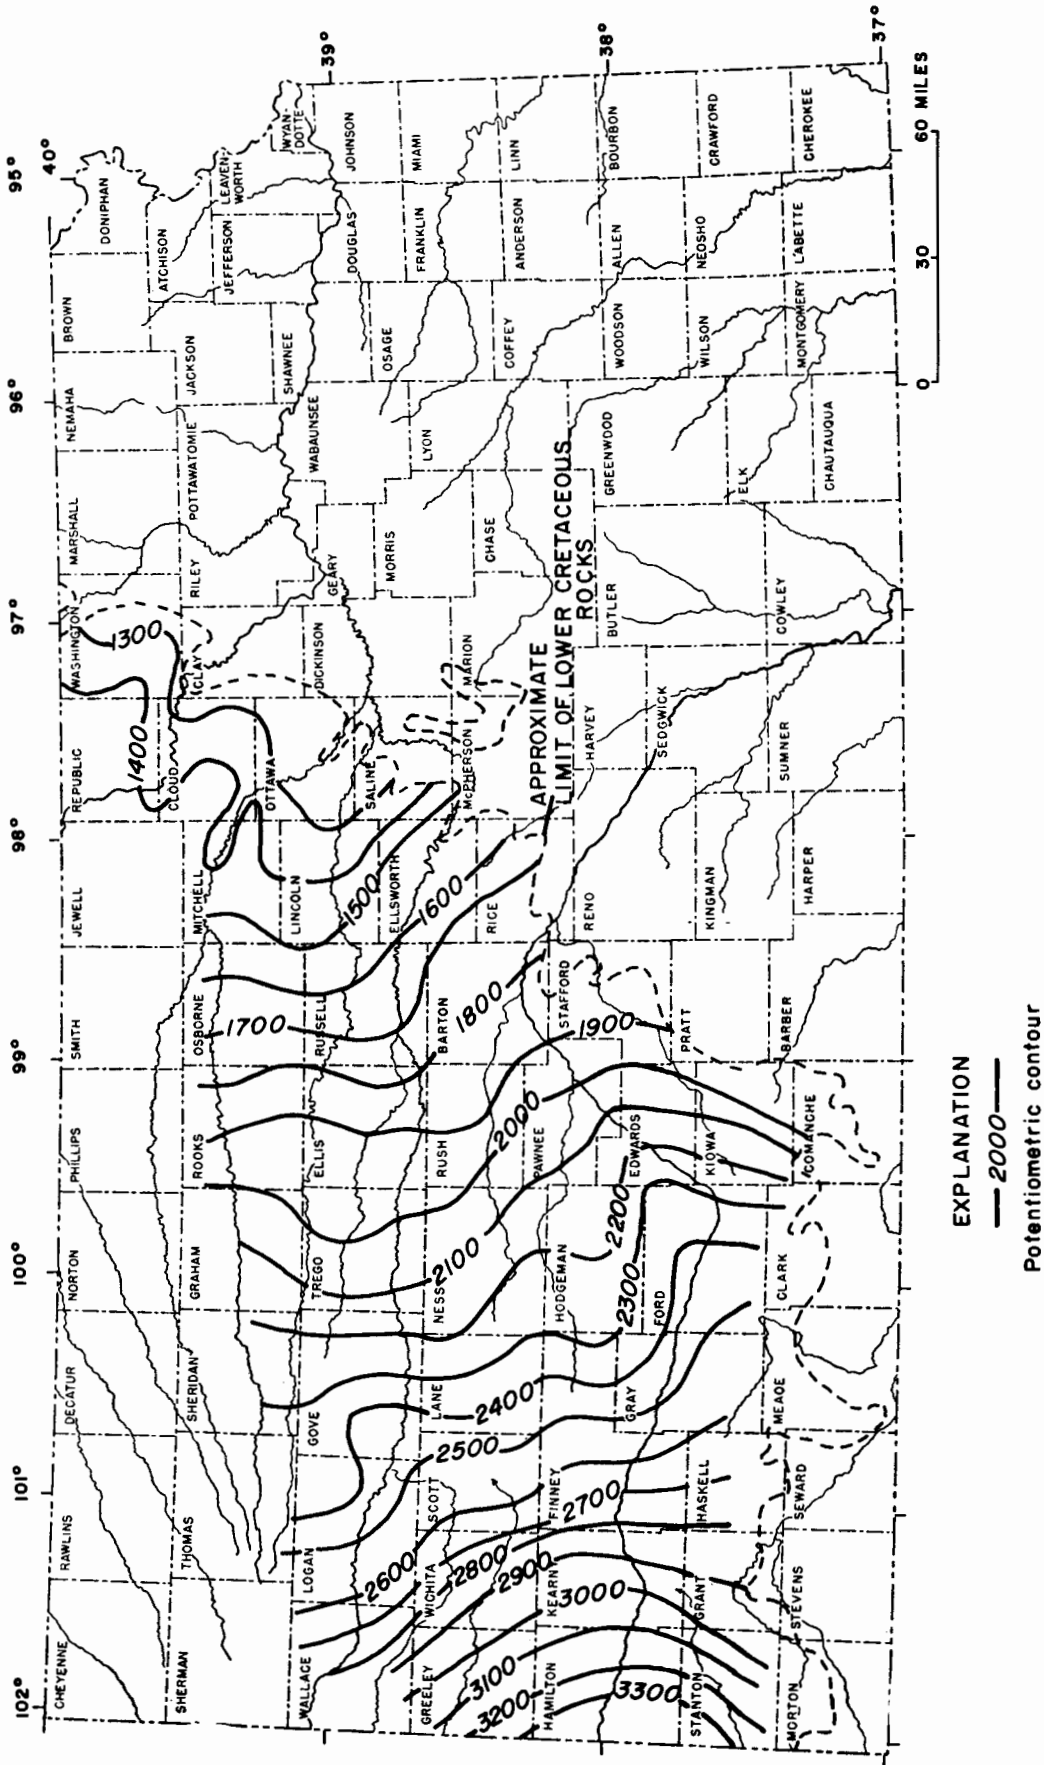 102°
101°
100°
99°
98°
97°
96°
95°
40°
39°
38°
37°
CHEYENNE
RAWLINS
DECATUR
NORTON
PHILLIPS
SMITH
JEWELL
REPUBLIC
WASHINGTON
MARSHALL
NEMAHA
BROWN
DONIPHAN
SHERMAN
THOMAS
SHERIDAN
GRAHAM
ROOKS
OSBORNE
MITCHELL
CLOUD
CLAY
RILEY
POTTAWATOMIE
JACKSON
ATCHISON
JEFFERSON
LEAVEN-
WORTH
WYAN-
DOTTE
WALLACE
LOGAN
GOVE
TREGO
ELLIS
RUSSELL
LINCOLN
OTTAWA
SALINE
DICKINSON
GEARY
WABAUNSEE
SHAWNEE
DOUGLAS
JOHNSON
GREELEY
WICHITA
SCOTT
LANE
NESS
RUSH
BARTON
ELLSWORTH
RICE
McPHERSON
MARION
MORRIS
CHASE
LYON
OSAGE
COFFEY
FRANKLIN
ANDERSON
MIAMI
LINN
HAMILTON
KEARNY
FINNEY
GRAY
HODGEMAN
FORD
PAWNEE
EDWARDS
STAFFORD
PRATT
KIOWA
RENO
HARVEY
SEDGWICK
KINGMAN
BUTLER
GREENWOOD
WOODSON
ALLEN
BOURBON
WILSON
NEOSHO
CRAWFORD
STANTON
GRANT
HASKELL
MORTON
STEVENS
SEWARD
MEADE
CLARK
COMANCHE
BARBER
HARPER
SUMNER
COWLEY
ELK
CHAUTAUQUA
MONTGOMERY
LABETTE
CHEROKEE
1300
1400
1500
1600
1700
1800
1900
2000
2100
2200
2300
2400
2500
2600
2700
2800
2900
3000
3100
3200
3300
APPROXIMATE
LIMIT OF LOWER CRETACEOUS
ROCKS
0 30 60 MILES
EXPLANATION
2000
Potentiometric contour